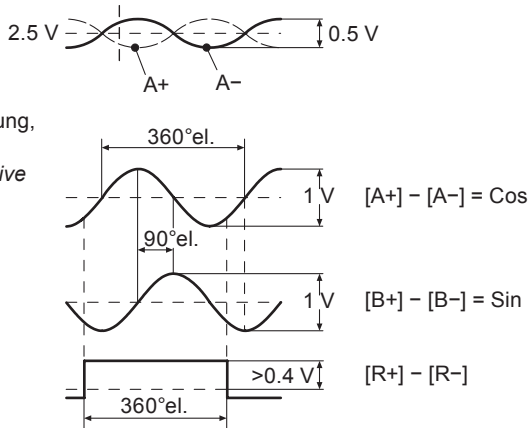 2.5 V
0.5 V
A+ A−
ung,
360°el.
ive
1 V [A+] − [A−] = Cos
90°el.
1 V [B+] − [B−] = Sin
>0.4 V [R+] − [R−]
360°el.